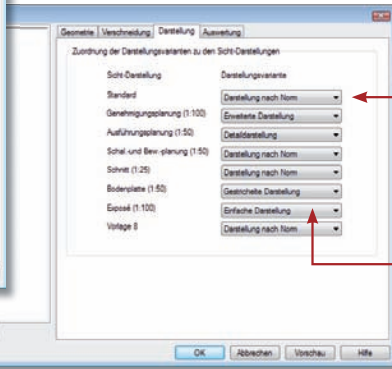 Geometrie Verschneidung Darstellung Auswertung
Zuordnung der Darstellungsvarianten zu den Sicht-Darstellungen
Sicht-Darstellung Darstellungsvariante
Standard Darstellung nach Norm
Genehmigungsplanung (1:100) Erweiterte Darstellung
Ausführungsplanung (1:50) Detaildarstellung
Schal.-und Bew.-planung (1:50) Darstellung nach Norm
Schnitt (1:25) Darstellung nach Norm
Bodenplatte (1:50) Gestrichelte Darstellung
Exposé (1:100) Einfache Darstellung
Vorlage 8 Darstellung nach Norm
OK Abbrechen Vorschau Hilfe